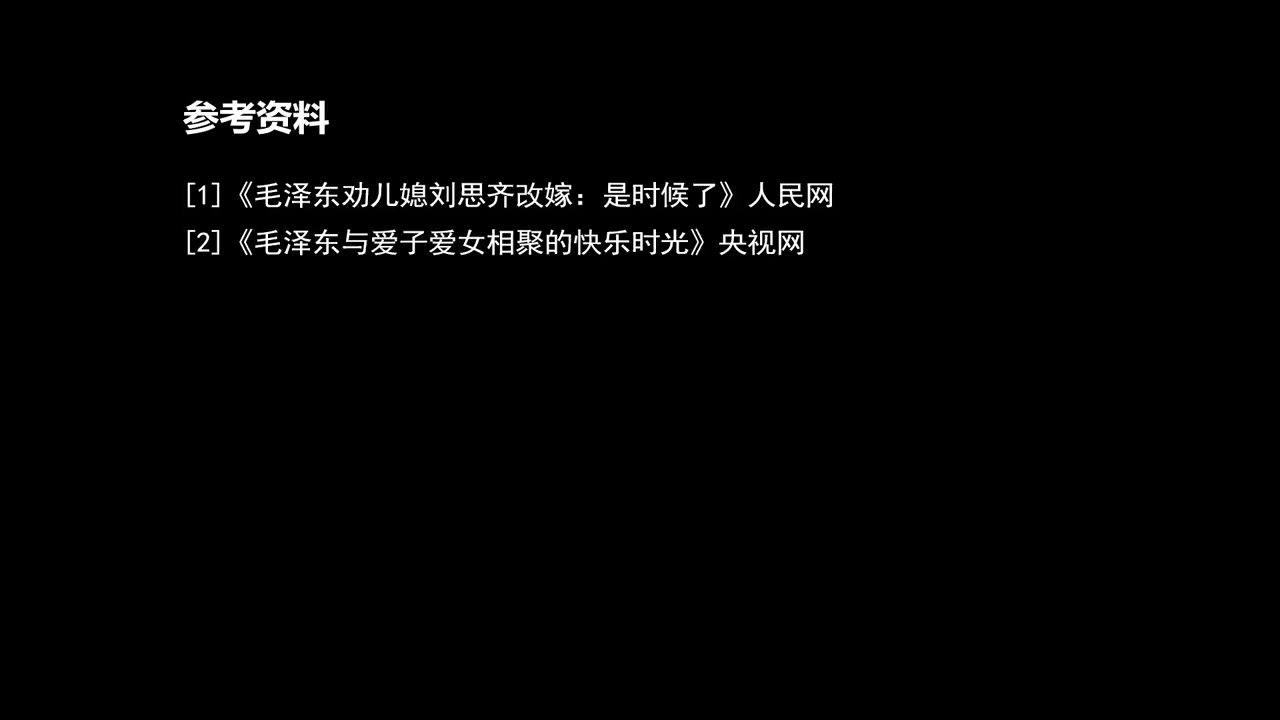 参考资料
[1]《毛泽东劝儿媳刘思齐改嫁：是时候了》人民网
[2]《毛泽东与爱子爱女相聚的快乐时光》央视网